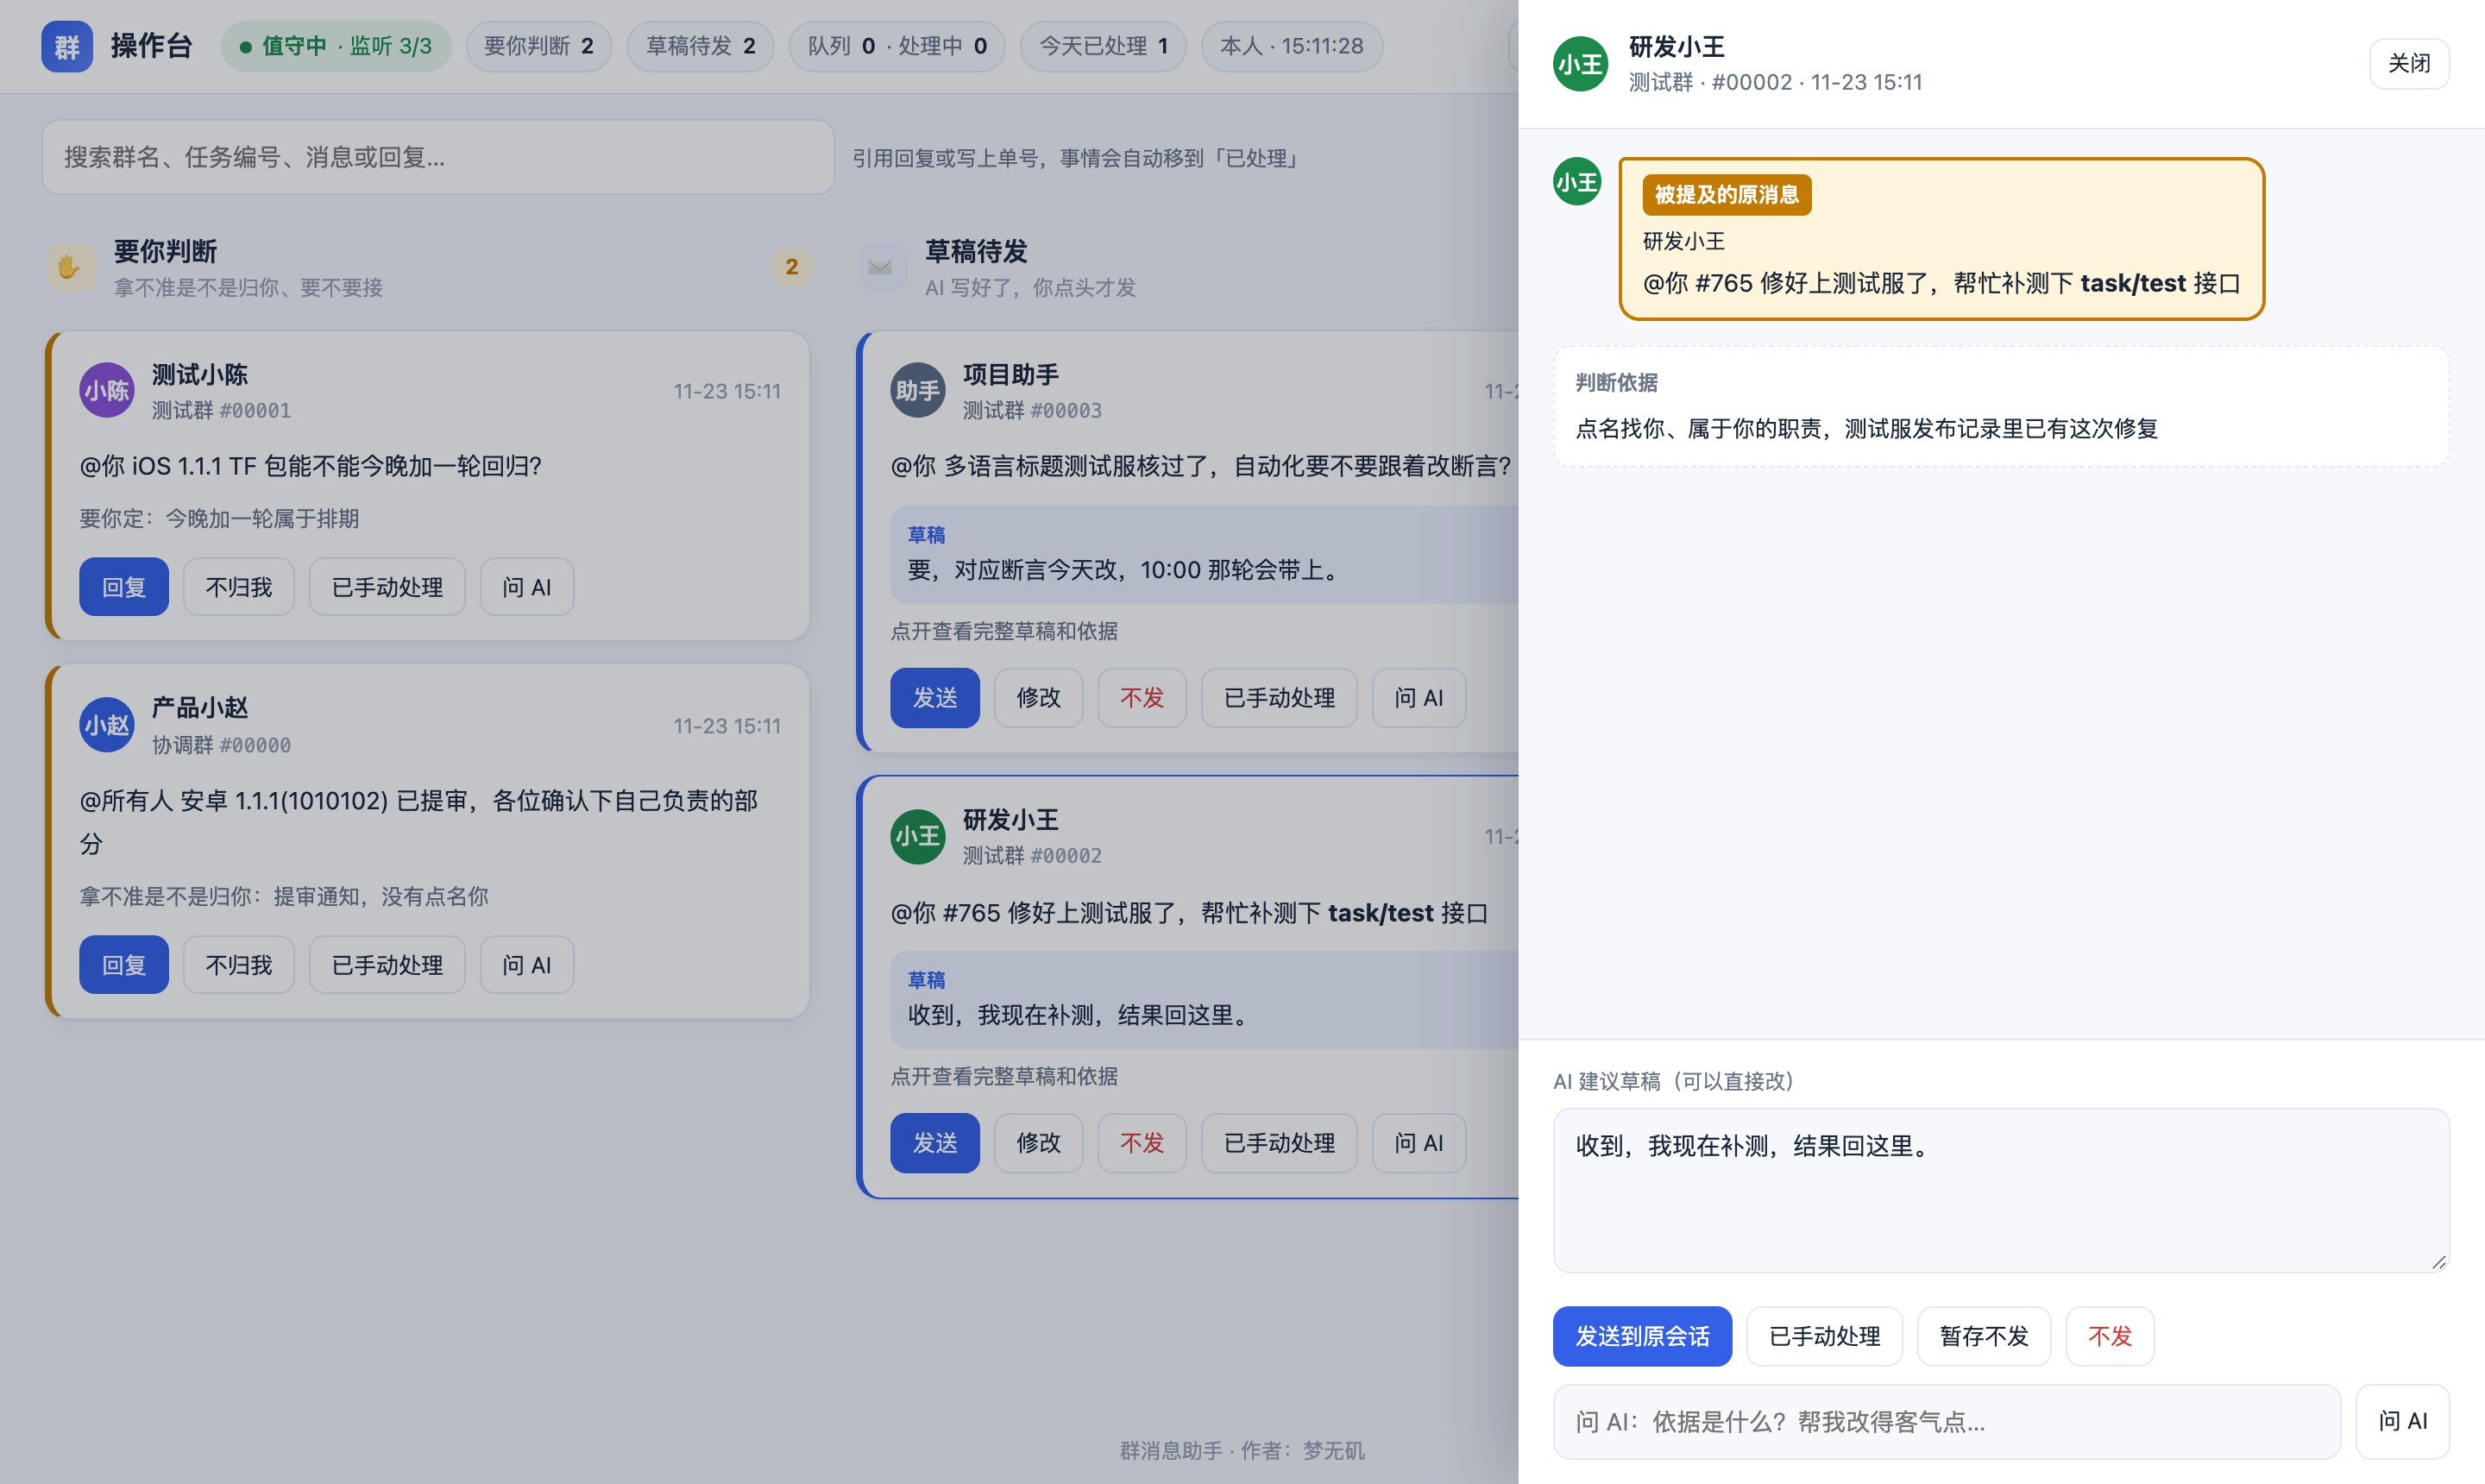 群 操作台 值守中 · 监听 3/3 要你判断 2 草稿待发 2 队列 0 · 处理中 0 今天已处理 1 本人 · 15:11:28
搜索群名、任务编号、消息或回复...
引用回复或写上单号，事情会自动移到「已处理」
要你判断
拿不准是不是归你、要不要接
2
小陈
测试小陈
测试群 #00001
11-23 15:11
@你 iOS 1.1.1 TF 包能不能今晚加一轮回归？
要你定：今晚加一轮属于排期
回复 不归我 已手动处理 问 AI
小赵
产品小赵
协调群 #00000
11-23 15:11
@所有人 安卓 1.1.1(1010102) 已提审，各位确认下自己负责的部
分
拿不准是不是归你：提审通知，没有点名你
回复 不归我 已手动处理 问 AI
草稿待发
AI 写好了，你点头才发
助手
项目助手
测试群 #00003
@你 多语言标题测试服核过了，自动化要不要跟着改断言？
草稿
要，对应断言今天改，10:00 那轮会带上。
点开查看完整草稿和依据
发送 修改 不发 已手动处理 问 AI
小王
研发小王
测试群 #00002
@你 #765 修好上测试服了，帮忙补测下 task/test 接口
草稿
收到，我现在补测，结果回这里。
点开查看完整草稿和依据
发送 修改 不发 已手动处理 问 AI
群消息助手 · 作者：梦无矶
小王
研发小王
测试群 · #00002 · 11-23 15:11
关闭
小王
被提及的原消息
研发小王
@你 #765 修好上测试服了，帮忙补测下 task/test 接口
判断依据
点名找你、属于你的职责，测试服发布记录里已有这次修复
AI 建议草稿（可以直接改）
收到，我现在补测，结果回这里。
发送到原会话 已手动处理 暂存不发 不发
问 AI：依据是什么？帮我改得客气点... 问 AI